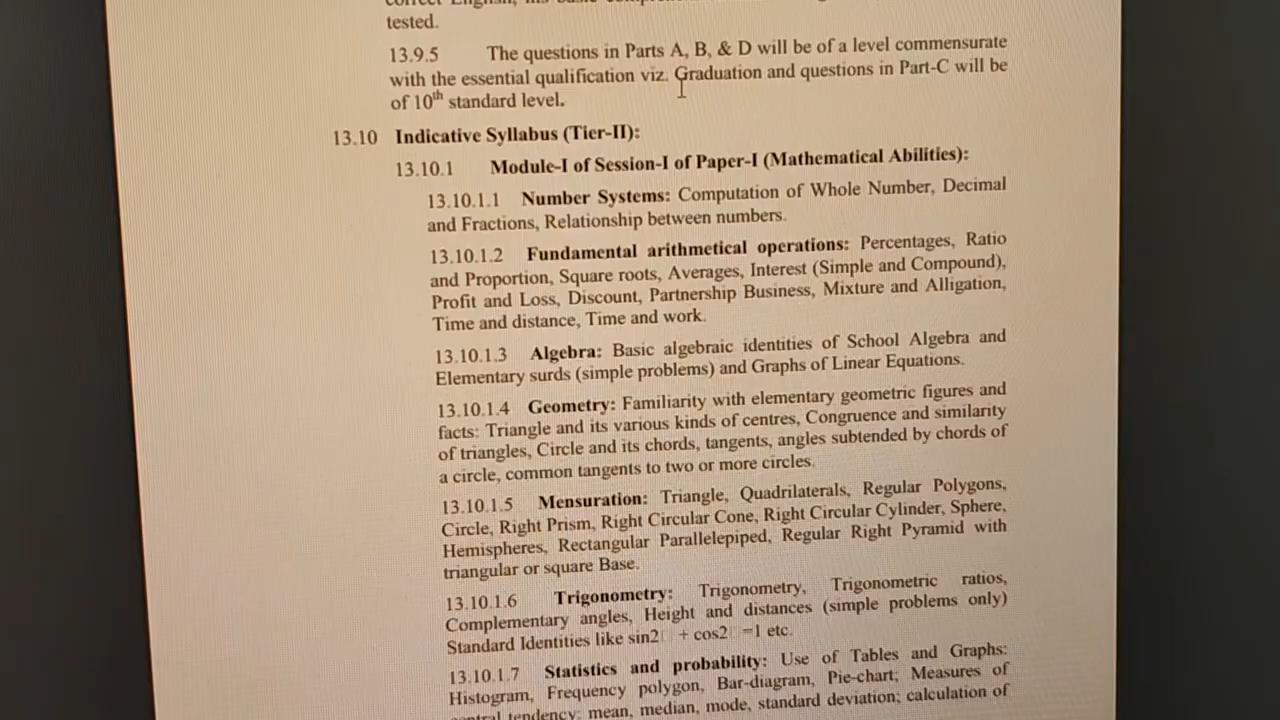 tested.
13.9.5 The questions in Parts A, B, & D will be of a level commensurate
with the essential qualification viz. Graduation and questions in Part-C will be
of 10th standard level.
13.10 Indicative Syllabus (Tier-II):
13.10.1 Module-I of Session-I of Paper-I (Mathematical Abilities):
13.10.1.1 Number Systems: Computation of Whole Number, Decimal
and Fractions, Relationship between numbers.
13.10.1.2 Fundamental arithmetical operations: Percentages, Ratio
and Proportion, Square roots, Averages, Interest (Simple and Compound),
Profit and Loss, Discount, Partnership Business, Mixture and Alligation,
Time and distance, Time and work.
13.10.1.3 Algebra: Basic algebraic identities of School Algebra and
Elementary surds (simple problems) and Graphs of Linear Equations.
13.10.1.4 Geometry: Familiarity with elementary geometric figures and
facts: Triangle and its various kinds of centres, Congruence and similarity
of triangles, Circle and its chords, tangents, angles subtended by chords of
a circle, common tangents to two or more circles.
13.10.1.5 Mensuration: Triangle, Quadrilaterals, Regular Polygons,
Circle, Right Prism, Right Circular Cone, Right Circular Cylinder, Sphere,
Hemispheres, Rectangular Parallelepiped, Regular Right Pyramid with
triangular or square Base.
13.10.1.6 Trigonometry: Trigonometry, Trigonometric ratios,
Complementary angles, Height and distances (simple problems only)
Standard Identities like sin2□ + cos2□ =1 etc.
13.10.1.7 Statistics and probability: Use of Tables and Graphs:
Histogram, Frequency polygon, Bar-diagram, Pie-chart; Measures of
tendency: mean, median, mode, standard deviation; calculation of